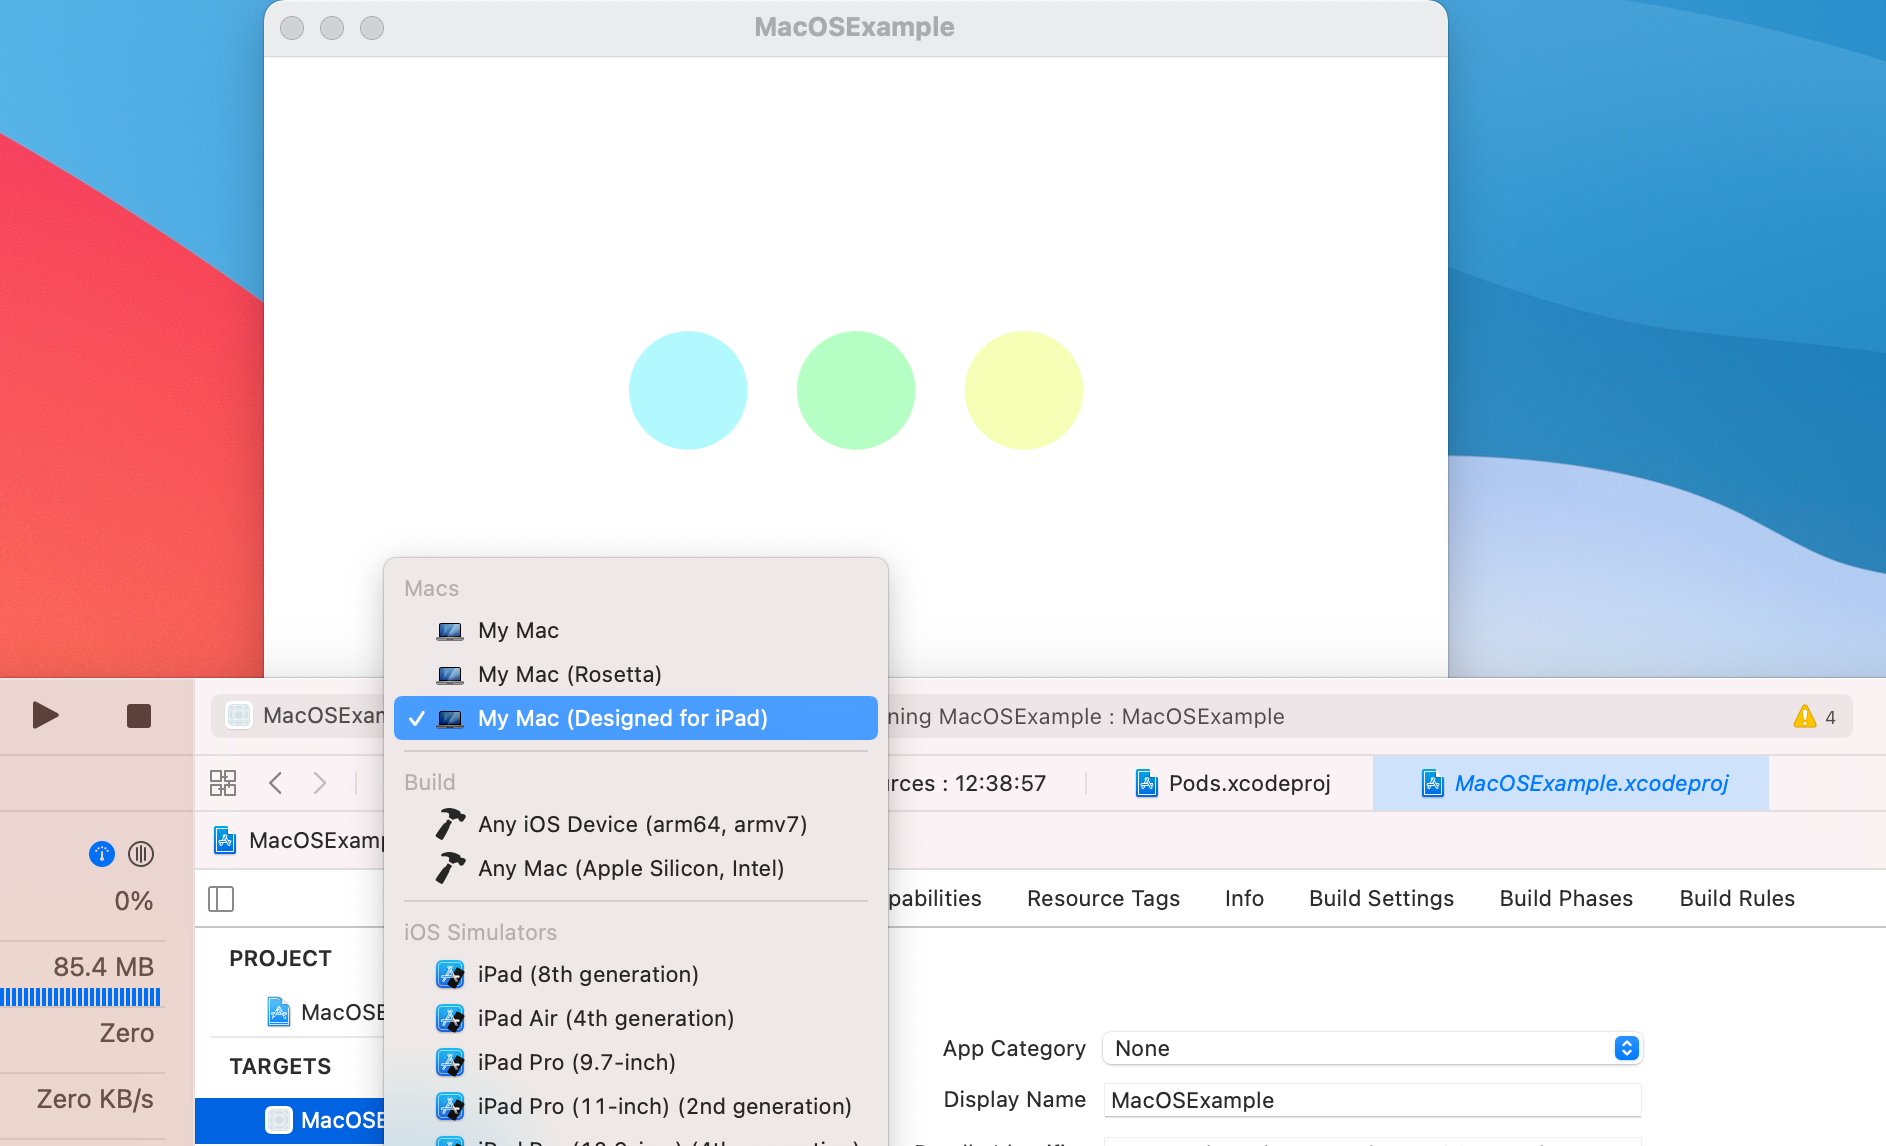 MacOSExample
Macs
My Mac
My Mac (Rosetta)
✓ My Mac (Designed for iPad)
Build
Any iOS Device (arm64, armv7)
Any Mac (Apple Silicon, Intel)
iOS Simulators
iPad (8th generation)
iPad Air (4th generation)
iPad Pro (9.7-inch)
iPad Pro (11-inch) (2nd generation)
MacOSExam
ning MacOSExample : MacOSExample
4
rces : 12:38:57
Pods.xcodeproj
MacOSExample.xcodeproj
MacOSExamp
pabilities
Resource Tags
Info
Build Settings
Build Phases
Build Rules
0%
85.4 MB
Zero
Zero KB/s
PROJECT
MacOSE
TARGETS
MacOSE
App Category
None
Display Name
MacOSExample